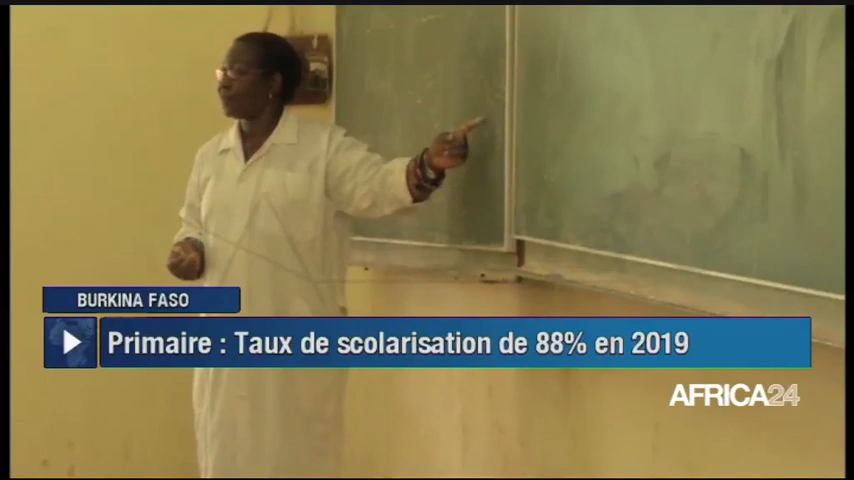 BURKINA FASO
Primaire : Taux de scolarisation de 88% en 2019
AFRICA24